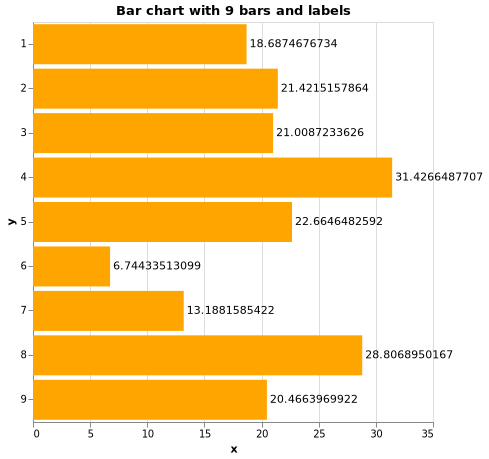 Bar chart with 9 bars and labels
1 18.6874676734
2 21.4215157864
3 21.0087233626
4 31.4266487707
y
5 22.6646482592
6 6.74433513099
7 13.1881585422
8 28.8068950167
9 20.4663969922
0 5 10 15 20 25 30 35
x